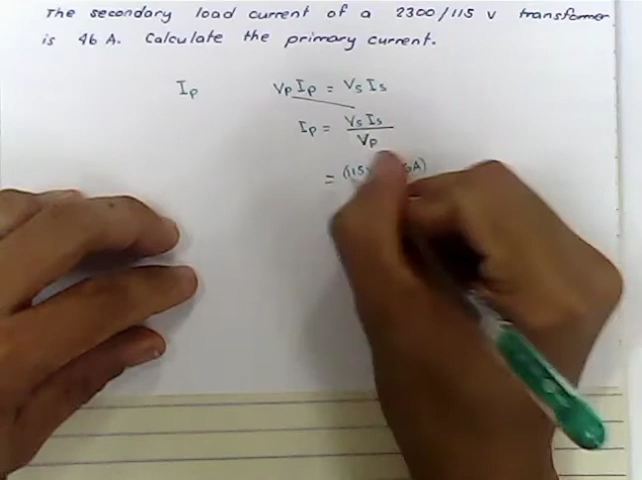 The secondary load current of a 2300/115 V transformer
is 46 A. Calculate the primary current.
Ip VpIp = VsIs
Ip = VsIs
Vp
= (115